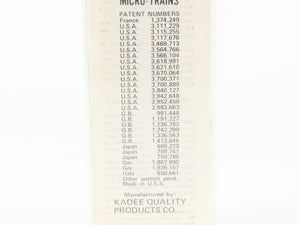 MICRO-TRAINS
PATENT NUMBERS
France 1,374,249
U.S.A. 3,111,229
U.S.A. 3,115,255
U.S.A. 3,117,676
U.S.A. 3,469,713
U.S.A. 3,564,766
U.S.A. 3,566,104
U.S.A. 3,618,991
U.S.A. 3,621,610
U.S.A. 3,670,064
U.S.A. 3,700,371
U.S.A. 3,700,889
U.S.A. 3,840,127
U.S.A. 3,942,648
U.S.A. 3,952,450
U.S.A. 3,983,663
G.B. 991,448
G.B. 1,191,227
G.B. 1,236,352
G.B. 1,242,299
G.B. 1,336,543
G.B. 1,413,646
Japan 460,228
Japan 709,741
Japan 759,786
Ger. 1,807,990
Ger. 1,935,157
Italy 950,661
Other patents pend.
Made in U.S.A.
Manufactured by
KADEE QUALITY
PRODUCTS CO.